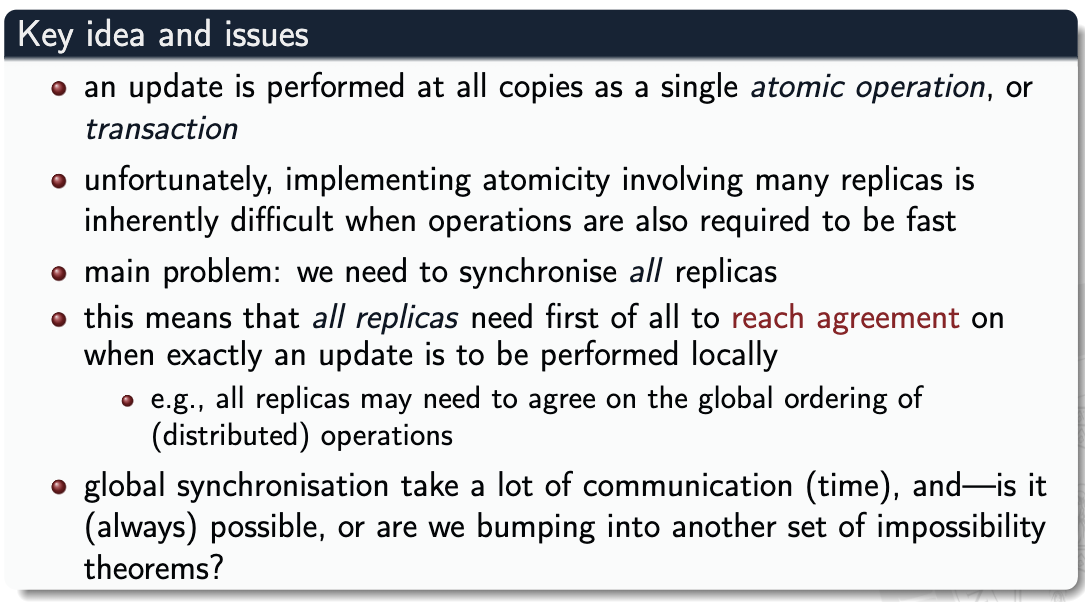 Key idea and issues
an update is performed at all copies as a single atomic operation, or
transaction
unfortunately, implementing atomicity involving many replicas is
inherently difficult when operations are also required to be fast
main problem: we need to synchronise all replicas
this means that all replicas need first of all to reach agreement on
when exactly an update is to be performed locally
e.g., all replicas may need to agree on the global ordering of
(distributed) operations
global synchronisation take a lot of communication (time), and—is it
(always) possible, or are we bumping into another set of impossibility
theorems?